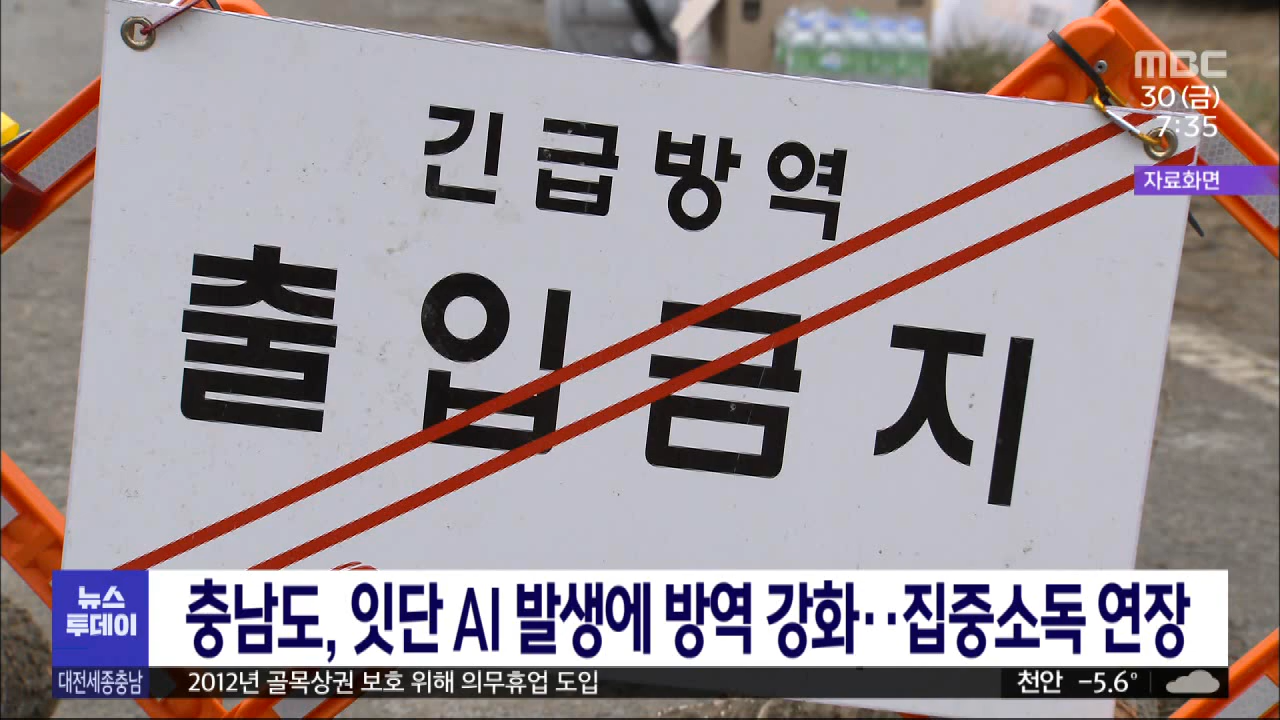 MBC
30(금)
7:35
자료화면
긴급방역
출입금지
뉴스
투데이
충남도, 잇단 AI 발생에 방역 강화‥집중소독 연장
대전세종충남
2012년 골목상권 보호 위해 의무휴업 도입
천안 -5.6°